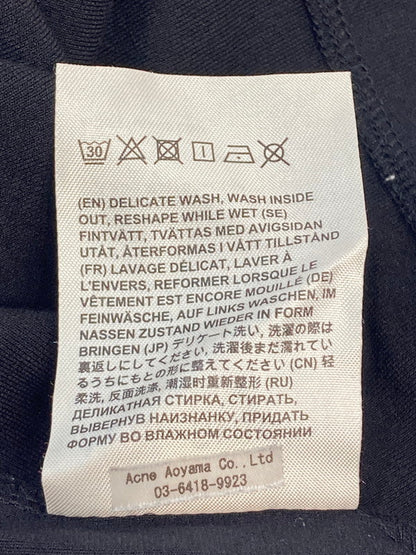 30
(EN) DELICATE WASH, WASH INSIDE
OUT, RESHAPE WHILE WET (SE)
FINTVÄTT, TVÄTTAS MED AVIGSIDAN
UTÅT, ÅTERFORMAS I VÅTT TILLSTÅND
(FR) LAVAGE DÉLICAT, LAVER À
L'ENVERS, REFORMER LORSQUE LE
VÊTEMENT EST ENCORE MOUILLÉ (DE)
FEINWÄSCHE, AUF LINKS WASCHEN, IM
NASSEN ZUSTAND WIEDER IN FORM
BRINGEN (JP) デリケート洗い, 洗濯の際は
裏返しにしてください, 洗濯後まだ濡れてい
るうちにもとの形に整えてください (CN) 轻
柔洗, 反面洗涤, 潮湿时重新整形 (RU)
ДЕЛИКАТНАЯ СТИРКА, СТИРАТЬ,
ВЫВЕРНУВ НАИЗНАНКУ, ПРИДАТЬ
ФОРМУ ВО ВЛАЖНОМ СОСТОЯНИИ
Acne Aoyama Co.,Ltd
03-6418-9923